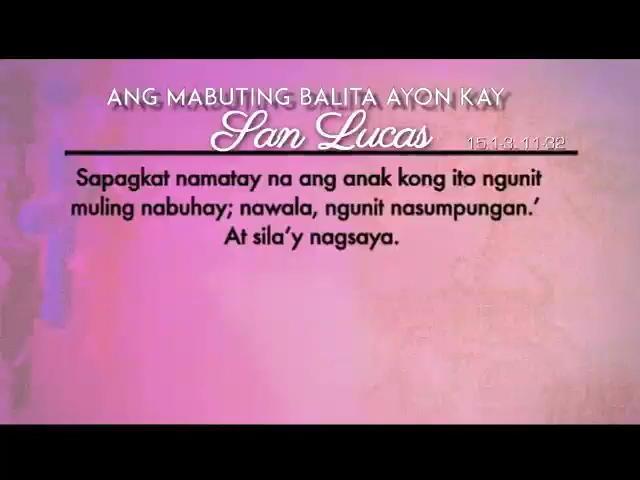 ANG MABUTING BALITA AYON KAY
San Lucas
15,1-3. 11-32
Sapagkat namatay na ang anak kong ito ngunit
muling nabuhay; nawala, ngunit nasumpungan.’
At sila’y nagsaya.